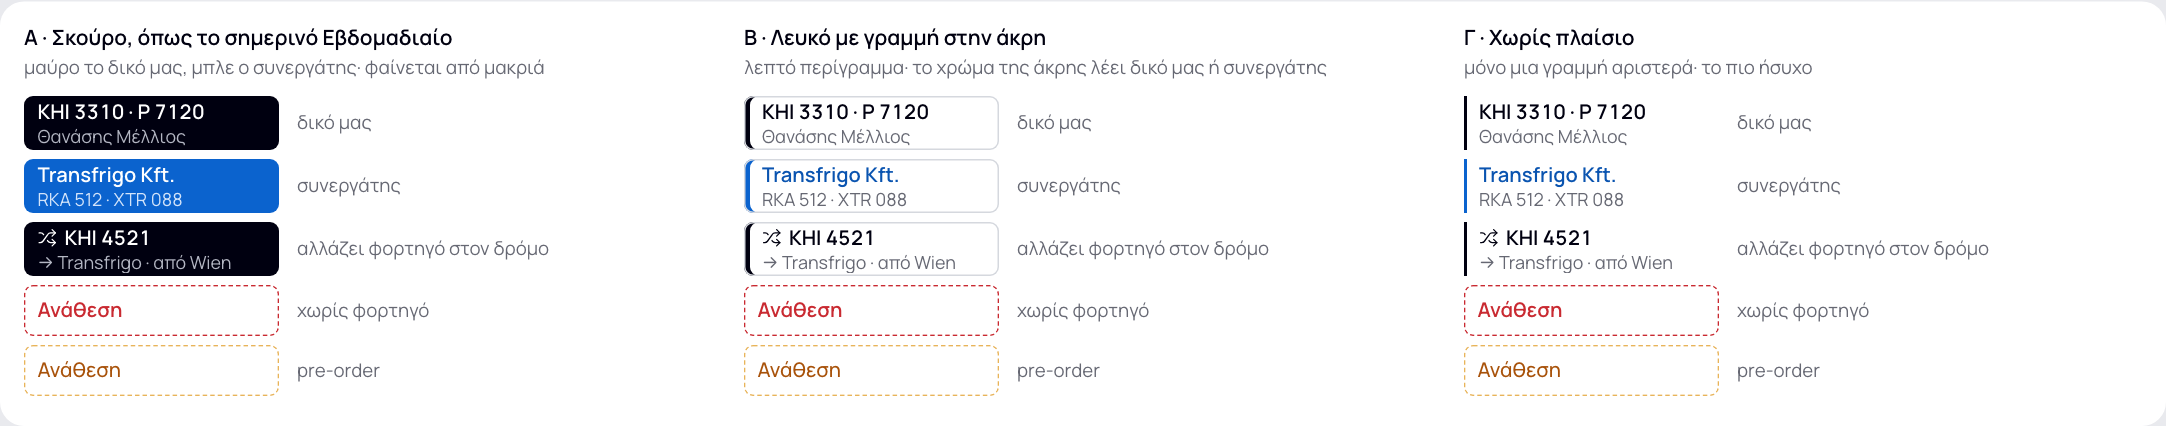 Α · Σκούρο, όπως το σημερινό Εβδομαδιαίο
μαύρο το δικό μας, μπλε ο συνεργάτης· φαίνεται από μακριά
ΚΗΙ 3310 · Ρ 7120
Θανάσης Μέλλιος
δικό μας
Transfrigo Kft.
RKA 512 · XTR 088
συνεργάτης
ΚΗΙ 4521
→ Transfrigo · από Wien
αλλάζει φορτηγό στον δρόμο
Ανάθεση
χωρίς φορτηγό
Ανάθεση
pre-order
Β · Λευκό με γραμμή στην άκρη
λεπτό περίγραμμα· το χρώμα της άκρης λέει δικό μας ή συνεργάτης
ΚΗΙ 3310 · Ρ 7120
Θανάσης Μέλλιος
δικό μας
Transfrigo Kft.
RKA 512 · XTR 088
συνεργάτης
ΚΗΙ 4521
→ Transfrigo · από Wien
αλλάζει φορτηγό στον δρόμο
Ανάθεση
χωρίς φορτηγό
Ανάθεση
pre-order
Γ · Χωρίς πλαίσιο
μόνο μια γραμμή αριστερά· το πιο ήσυχο
ΚΗΙ 3310 · Ρ 7120
Θανάσης Μέλλιος
δικό μας
Transfrigo Kft.
RKA 512 · XTR 088
συνεργάτης
ΚΗΙ 4521
→ Transfrigo · από Wien
αλλάζει φορτηγό στον δρόμο
Ανάθεση
χωρίς φορτηγό
Ανάθεση
pre-order